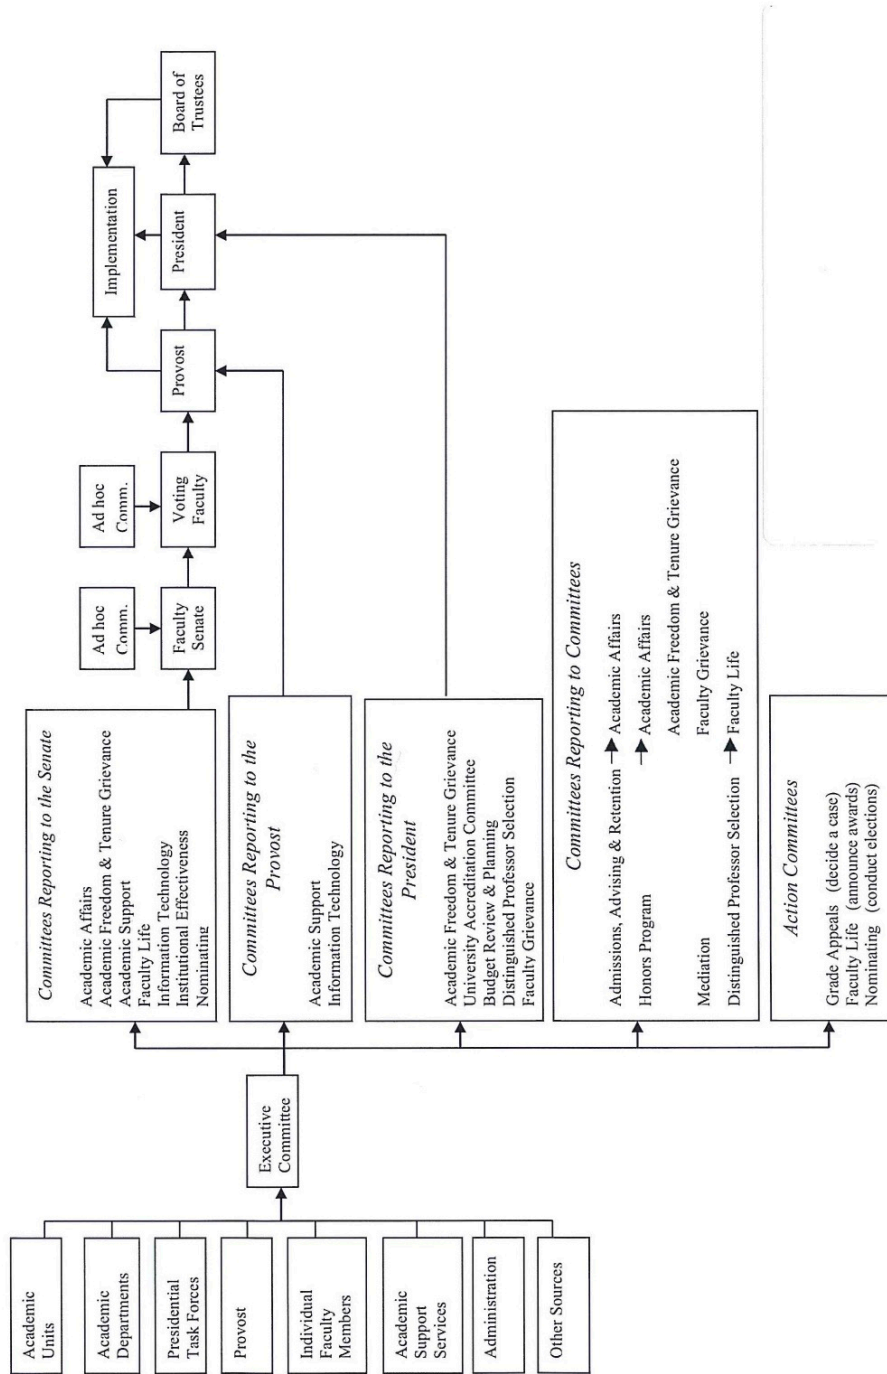 Academic
Units
Academic
Departments
Presidential
Task Forces
Provost
Individual
Faculty
Members
Academic
Support
Services
Administration
Other Sources
Executive
Committee
Committees Reporting to the Senate
Academic Affairs
Academic Freedom & Tenure Grievance
Academic Support
Faculty Life
Information Technology
Institutional Effectiveness
Nominating
Committees Reporting to the
Provost
Academic Support
Information Technology
Committees Reporting to the
President
Academic Freedom & Tenure Grievance
University Accreditation Committee
Budget Review & Planning
Distinguished Professor Selection
Faculty Grievance
Committees Reporting to Committees
Admissions, Advising & Retention Academic Affairs
Honors Program Academic Affairs
Academic Freedom & Tenure Grievance
Mediation Faculty Grievance
Distinguished Professor Selection Faculty Life
Action Committees
Grade Appeals (decide a case)
Faculty Life (announce awards)
Nominating (conduct elections)
Ad hoc
Comm.
Faculty
Senate
Ad hoc
Comm.
Voting
Faculty
Provost
Implementation
President
Board of
Trustees